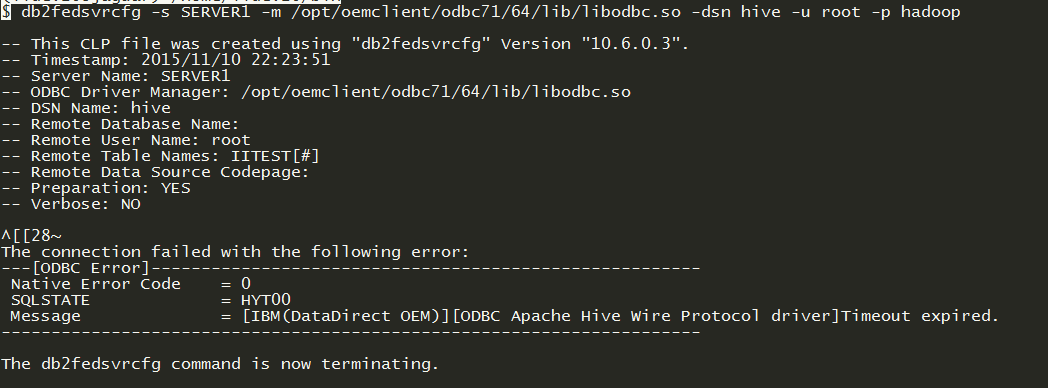 $ db2fedsvrcfg -s SERVER1 -m /opt/oemclient/odbc71/64/lib/libodbc.so -dsn hive -u root -p hadoop
-- This CLP file was created using "db2fedsvrcfg" Version "10.6.0.3".
-- Timestamp: 2015/11/10 22:23:51
-- Server Name: SERVER1
-- ODBC Driver Manager: /opt/oemclient/odbc71/64/lib/libodbc.so
-- DSN Name: hive
-- Remote Database Name:
-- Remote User Name: root
-- Remote Table Names: IITEST[#]
-- Remote Data Source Codepage:
-- Preparation: YES
-- Verbose: NO
^[[28~
The connection failed with the following error:
---[ODBC Error]-------------------------------------------------------
Native Error Code    = 0
SQLSTATE             = HYT00
Message              = [IBM(DataDirect OEM)][ODBC Apache Hive Wire Protocol driver]Timeout expired.
----------------------------------------------------------------------
The db2fedsvrcfg command is now terminating.